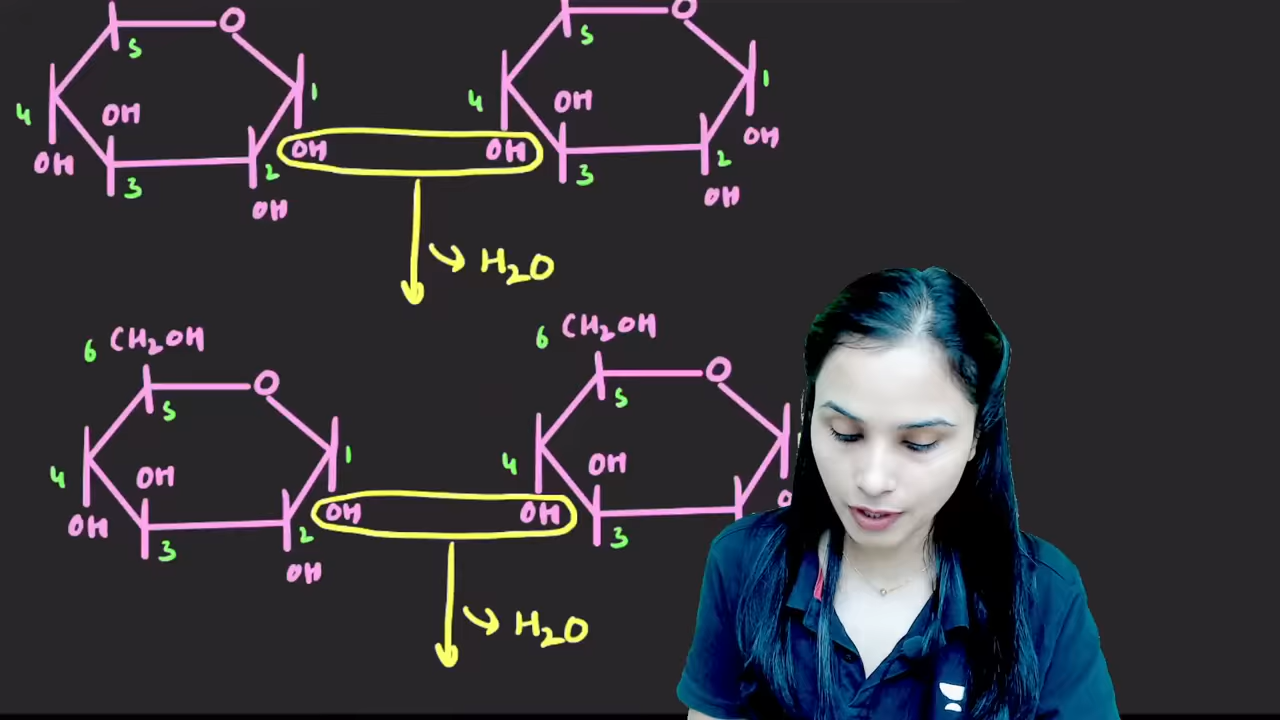 O O
5 5
4 OH 1 4 OH 1
OH OH OH OH
3 2 3 2
OH OH
H2O
6 CH2OH 6 CH2OH
O O
5 5
4 OH 1 4 OH
OH OH OH
3 2 3
OH
H2O